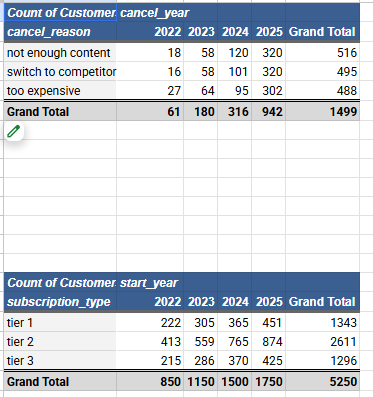 Count of Customer cancel_year
cancel_reason 2022 2023 2024 2025 Grand Total
not enough content 18 58 120 320 516
switch to competitor 16 58 101 320 495
too expensive 27 64 95 302 488
Grand Total 61 180 316 942 1499
Count of Customer start_year
subscription_type 2022 2023 2024 2025 Grand Total
tier 1 222 305 365 451 1343
tier 2 413 559 765 874 2611
tier 3 215 286 370 425 1296
Grand Total 850 1150 1500 1750 5250